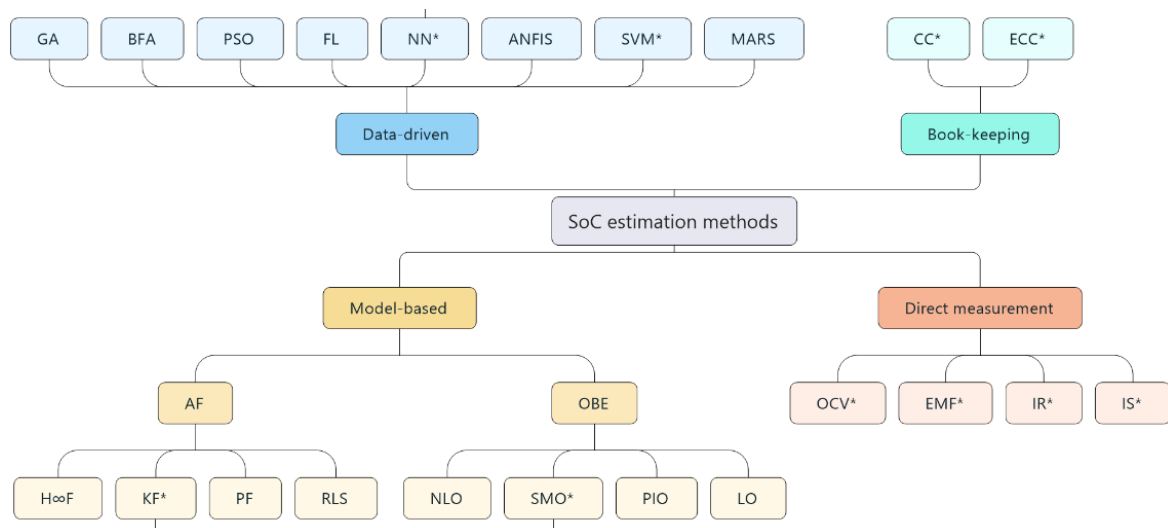 GA
BFA
PSO
FL
NN*
ANFIS
SVM*
MARS
CC*
ECC*
Data-driven
Book-keeping
SoC estimation methods
Model-based
Direct measurement
AF
OBE
OCV*
EMF*
IR*
IS*
H∞F
KF*
PF
RLS
NLO
SMO*
PIO
LO